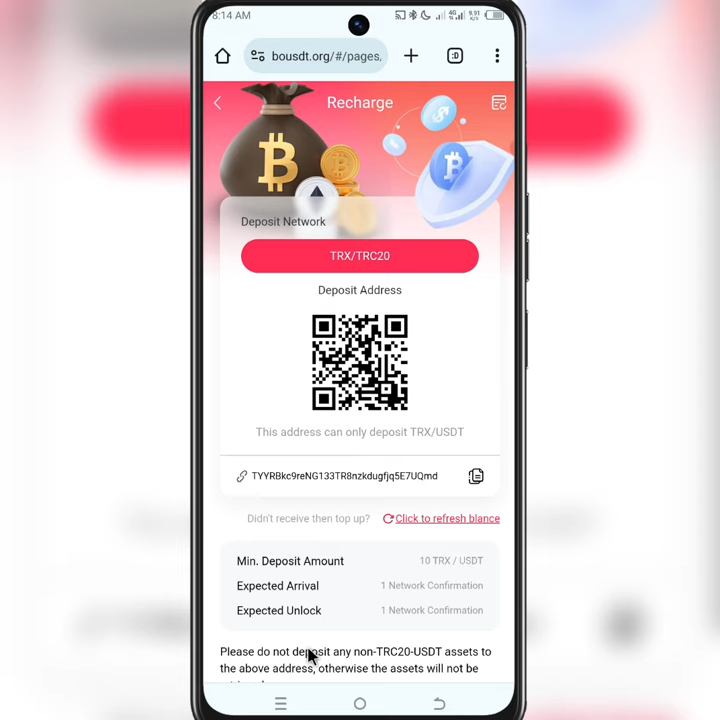 8:14 AM
4G
9.91
K/S
bousdt.org/#/pages,
:D
Recharge
Deposit Network
TRX/TRC20
Deposit Address
This address can only deposit TRX/USDT
TYYRBkc9reNG133TR8nzkdugfjq5E7UQmd
Didn't receive then top up? Click to refresh blance
Min. Deposit Amount 10 TRX / USDT
Expected Arrival 1 Network Confirmation
Expected Unlock 1 Network Confirmation
Please do not deposit any non-TRC20-USDT assets to
the above address, otherwise the assets will not be